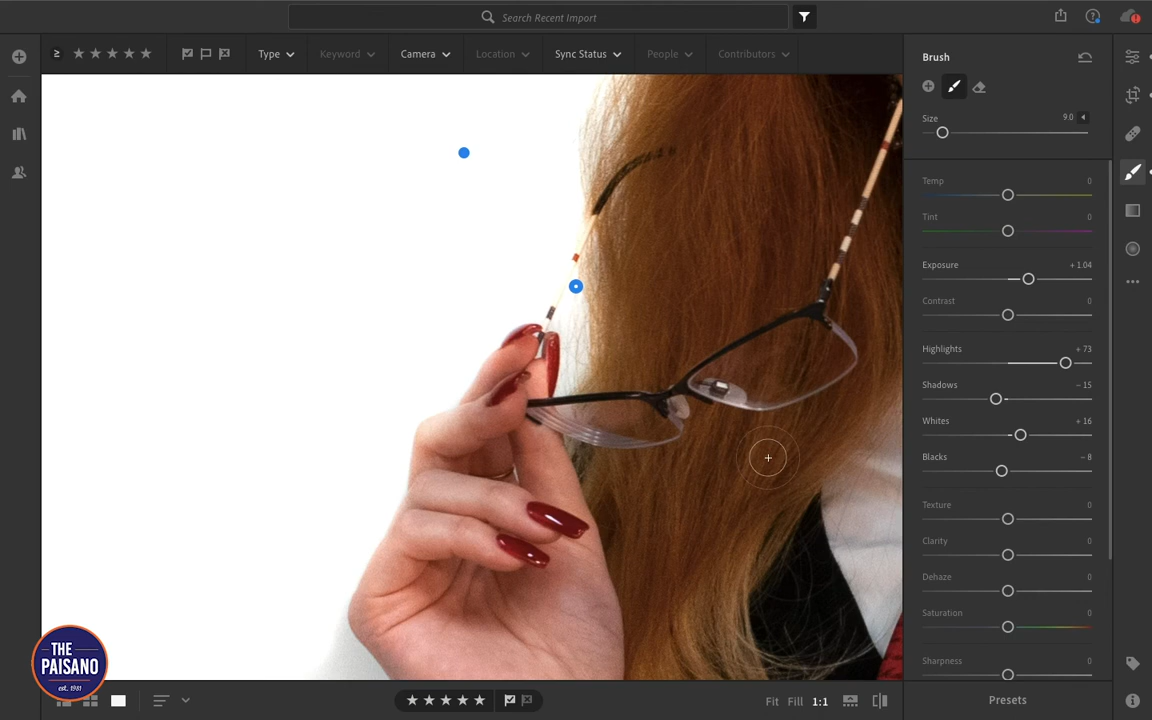 Search Recent Import
≥
Type
Keyword
Camera
Location
Sync Status
People
Contributors
Brush
Size 9.0
Temp 0
Tint 0
Exposure + 1.04
Contrast 0
Highlights + 73
Shadows − 15
Whites + 16
Blacks − 8
Texture 0
Clarity 0
Dehaze 0
Saturation 0
Sharpness 0
THE
PAISANO
est. 1981
Fit Fill 1:1
Presets